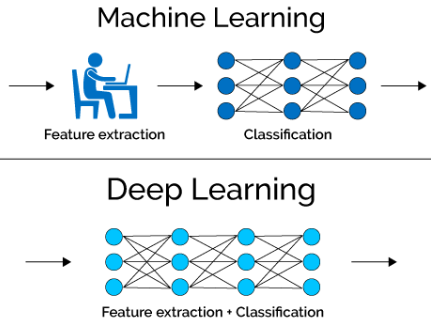 Machine Learning
Feature extraction
Classification
Deep Learning
Feature extraction + Classification